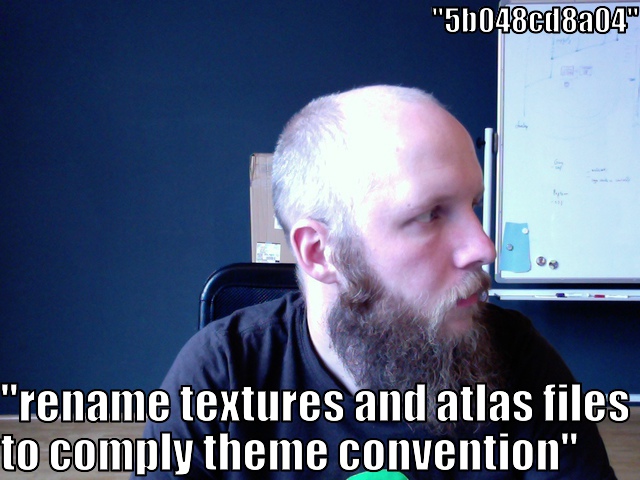 "5b048cd8a04"
"rename textures and atlas files
to comply theme convention"